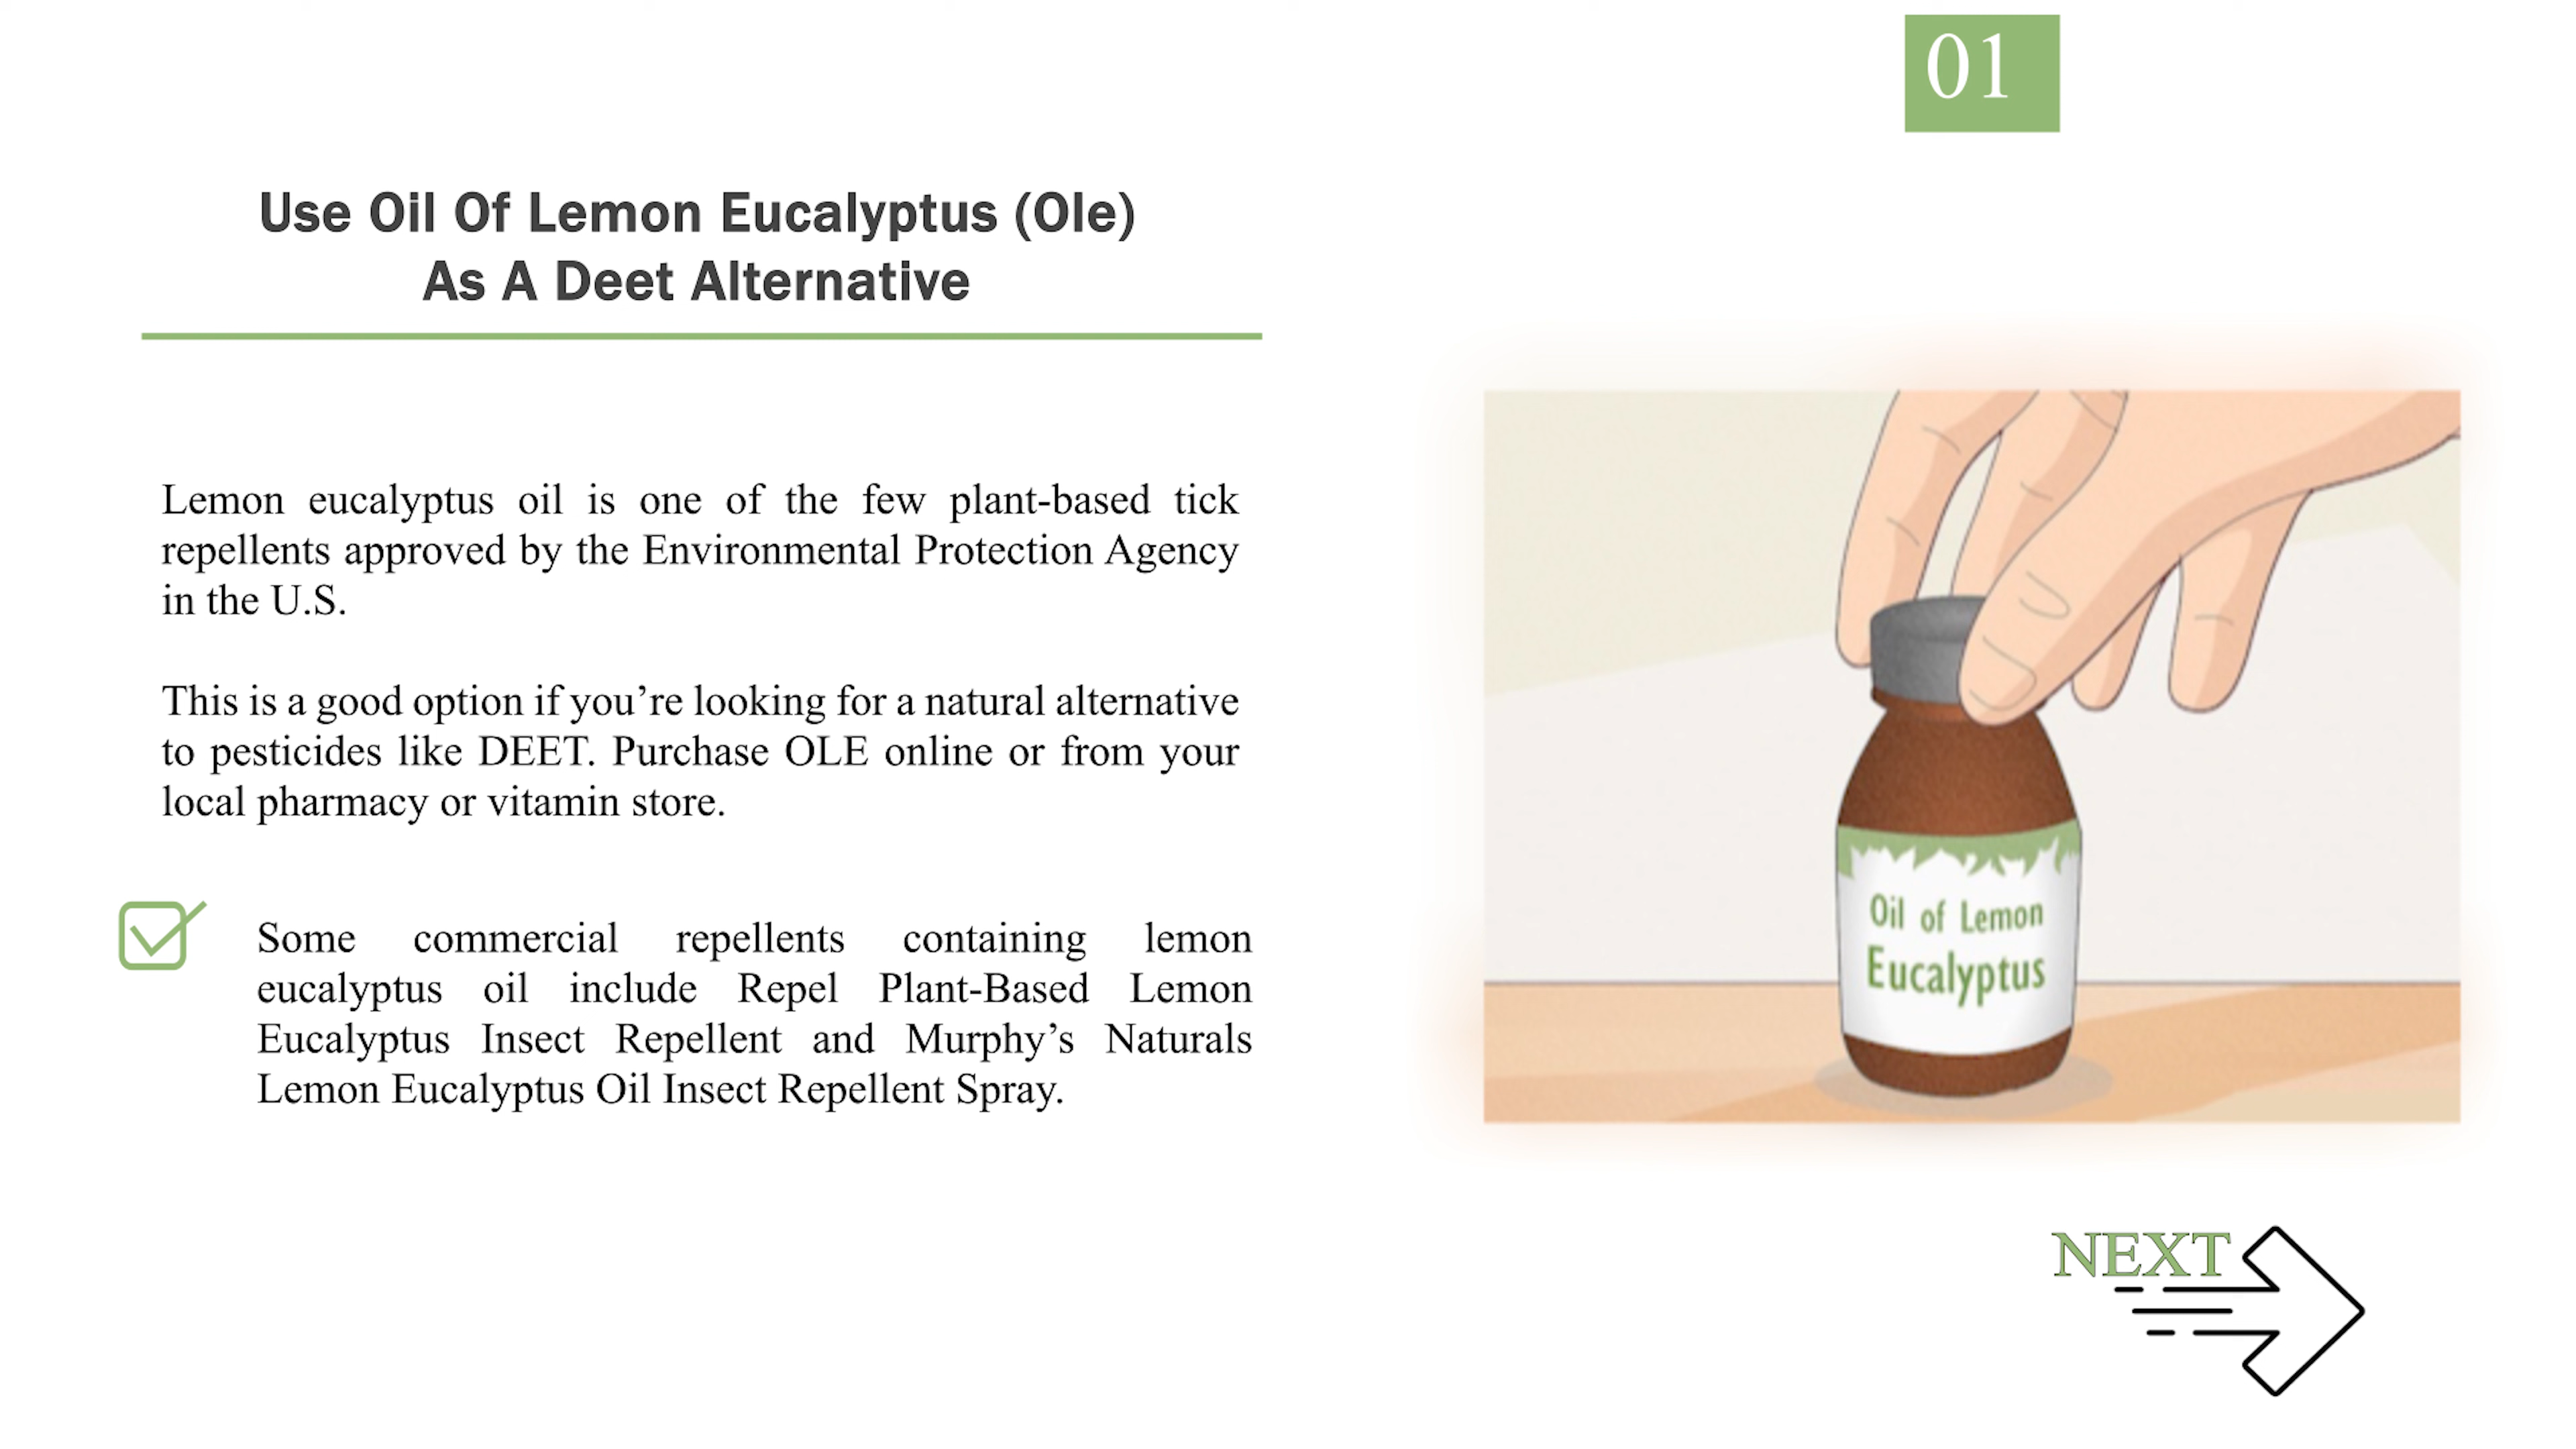 01
Use Oil Of Lemon Eucalyptus (Ole)
As A Deet Alternative
Lemon eucalyptus oil is one of the few plant-based tick
repellents approved by the Environmental Protection Agency
in the U.S.
This is a good option if you’re looking for a natural alternative
to pesticides like DEET. Purchase OLE online or from your
local pharmacy or vitamin store.
Some commercial repellents containing lemon
eucalyptus oil include Repel Plant-Based Lemon
Eucalyptus Insect Repellent and Murphy’s Naturals
Lemon Eucalyptus Oil Insect Repellent Spray.
Oil of Lemon
Eucalyptus
NEXT